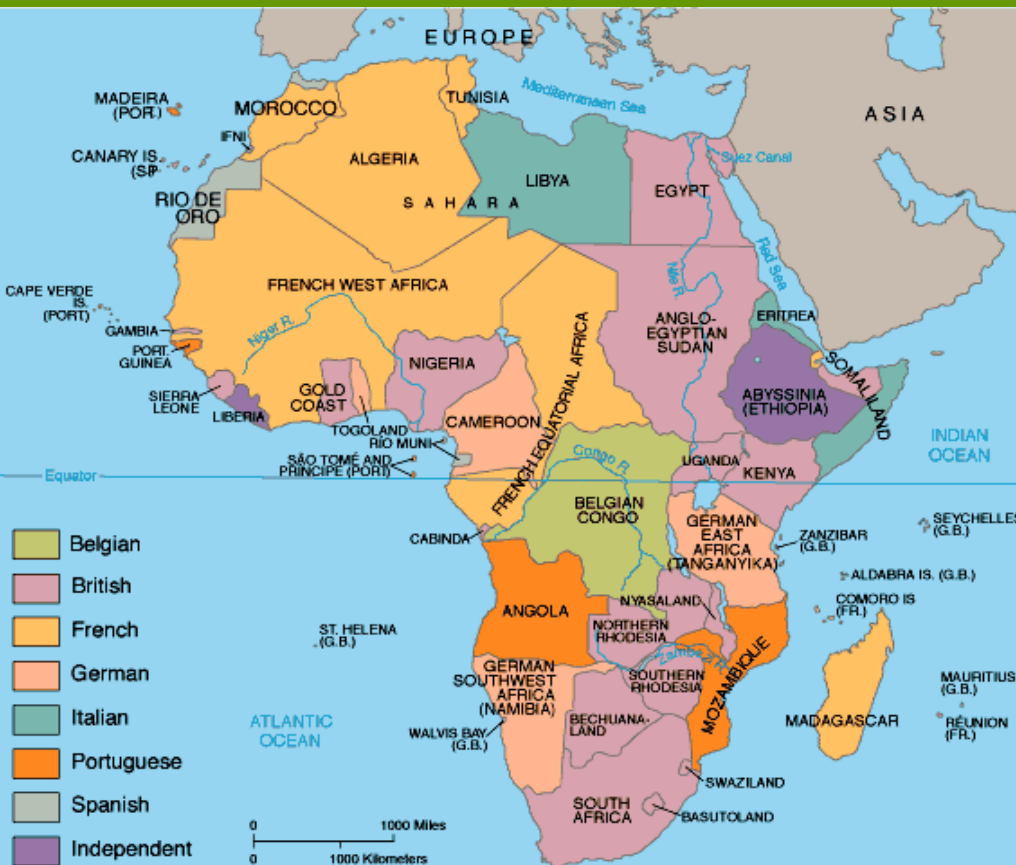 EUROPE
Mediterranean Sea
ASIA
MADEIRA
(PORT.)
MOROCCO
TUNISIA
IFNI
CANARY IS.
(SP.
ALGERIA
LIBYA
EGYPT
Suez Canal
RIO DE
ORO
SAHARA
Red Sea
Nile R.
CAPE VERDE
IS.
(PORT)
FRENCH WEST AFRICA
Niger R.
GAMBIA
PORT.
GUINEA
SIERRA
LEONE
LIBERIA
GOLD
COAST
NIGERIA
TOGOLAND
CAMEROON
RIO MUNI
SÃO TOMÉ AND
PRINCIPE (PORT)
FRENCH EQUATORIAL AFRICA
ANGLO-
EGYPTIAN
SUDAN
ERITREA
SOMALILAND
ABYSSINIA
(ETHIOPIA)
INDIAN
OCEAN
UGANDA
KENYA
Equator
Congo R.
BELGIAN
CONGO
CABINDA
GERMAN
EAST
AFRICA
(TANGANYIKA)
ZANZIBAR
(G.B.)
SEYCHELLES
(G.B.)
ALDABRA IS. (G.B.)
COMORO IS
(FR.)
ANGOLA
NYASALAND
NORTHERN
RHODESIA
ST. HELENA
(G.B.)
SOUTHERN
RHODESIA
MOZAMBIQUE
MADAGASCAR
MAURITIUS
(G.B.)
RÉUNION
(FR.)
GERMAN
SOUTHWEST
AFRICA
(NAMIBIA)
BECHUANA-
LAND
WALVIS BAY
(G.B.)
ATLANTIC
OCEAN
SWAZILAND
SOUTH
AFRICA
BASUTOLAND
Belgian
British
French
German
Italian
Portuguese
Spanish
Independent
0 1000 Miles
0 1000 Kilometers